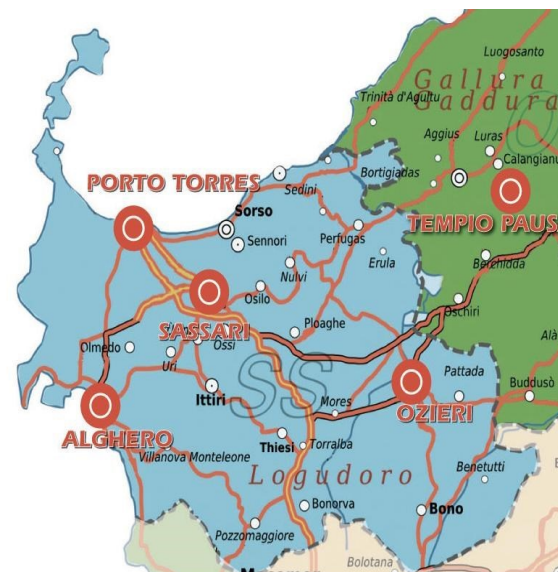 Luogosanto
Gallura
Gaddura
Trinità d'Agultu
Aggius
Luras
Calangianu
Bortigiadas
PORTO TORRES
Sedini
TEMPIO PAUS
Sorso
Sennori
Perfugas
Erula
Nulvi
Berchidda
Osilo
Oschiri
SASSARI
Ploaghe
Ossi
Olmedo
Uri
SS
Alà
Pattada
Buddusò
Ittiri
Mores
OZIERI
ALGHERO
Thiesi
Torralba
Villanova Monteleone
Logudoro
Benetutti
Bonorva
Bono
Pozzomaggiore
Bolotana